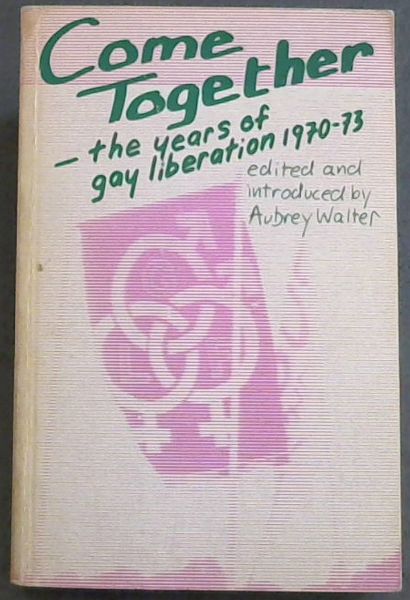 Come
Together
– the years of
gay liberation 1970-73
edited and
introduced by
Aubrey Walter